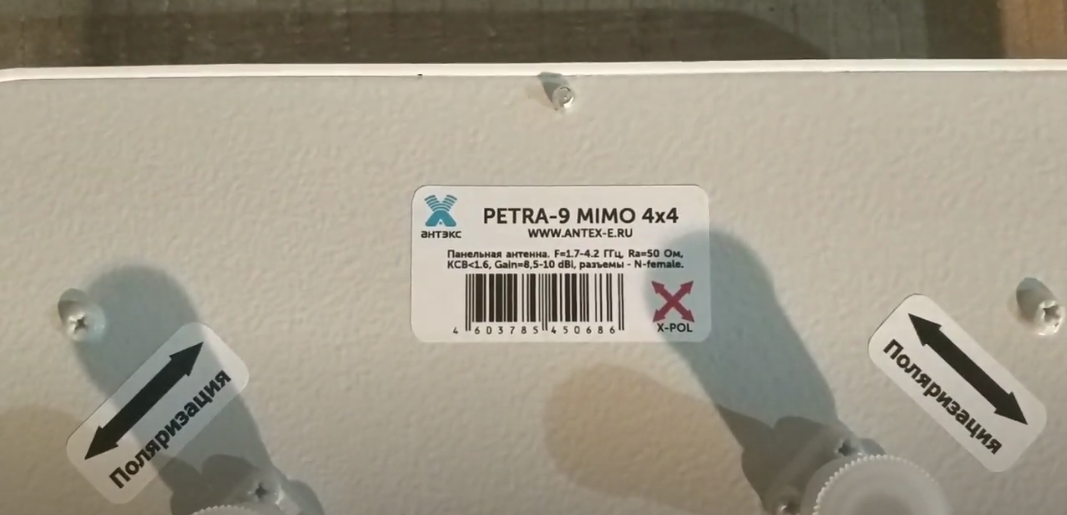 АНТЭКС
PETRA-9 MIMO 4x4
WWW.ANTEX-E.RU
Панельная антенна. F=1.7-4.2 ГГц, Ra=50 Ом,
КСВ<1.6, Gain=8,5-10 dBi, разъемы - N-female.
4 603785 450686
X-POL
Поляризация
Поляризация